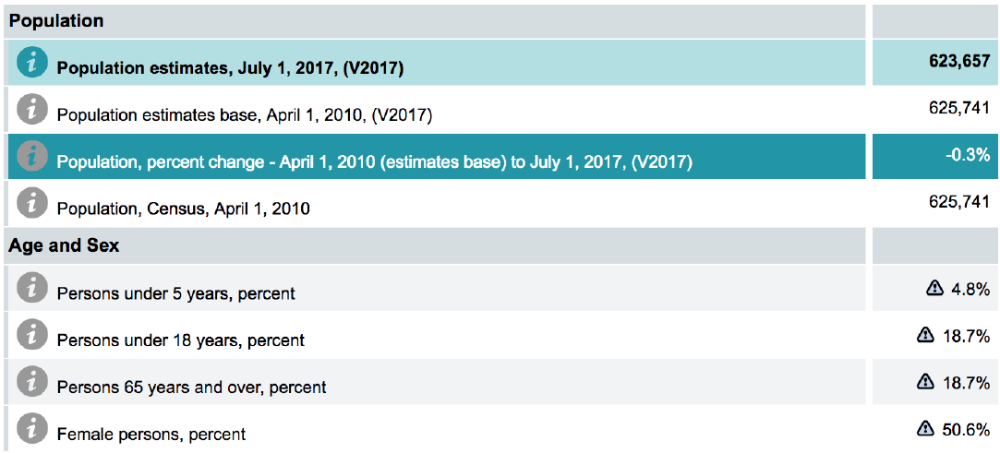 Population
Population estimates, July 1, 2017, (V2017) 623,657
Population estimates base, April 1, 2010, (V2017) 625,741
Population, percent change - April 1, 2010 (estimates base) to July 1, 2017, (V2017) -0.3%
Population, Census, April 1, 2010 625,741
Age and Sex
Persons under 5 years, percent 4.8%
Persons under 18 years, percent 18.7%
Persons 65 years and over, percent 18.7%
Female persons, percent 50.6%